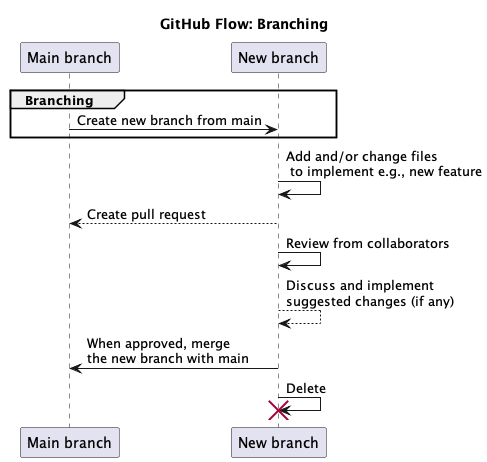 GitHub Flow: Branching
Main branch
New branch
Branching
Create new branch from main
Add and/or change files
to implement e.g., new feature
Create pull request
Review from collaborators
Discuss and implement
suggested changes (if any)
When approved, merge
the new branch with main
Delete
Main branch
New branch